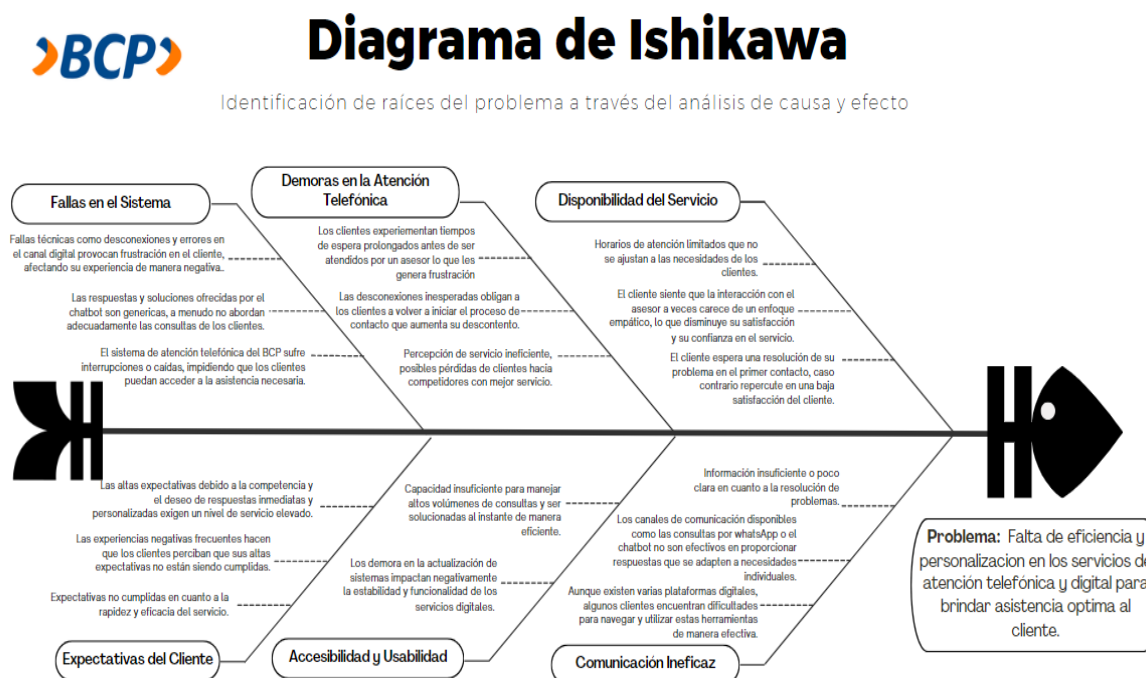 BCP
Diagrama de Ishikawa
Identificación de raíces del problema a través del análisis de causa y efecto
Fallas en el Sistema
Fallas técnicas como desconexiones y errores en
el canal digital provocan frustración en el cliente,
afectando su experiencia de manera negativa..
Las respuestas y soluciones ofrecidas por el
chatbot son genericas, a menudo no abordan
adecuadamente las consultas de los clientes.
El sistema de atención telefónica del BCP sufre
interrupciones o caídas, impidiendo que los clientes
puedan acceder a la asistencia necesaria.
Demoras en la Atención
Telefónica
Los clientes experimentan tiempos
de espera prolongados antes de ser
atendidos por un asesor lo que les
genera frustración
Las desconexiones inesperadas obligan a
los clientes a volver a iniciar el proceso de
contacto que aumenta su descontento.
Percepción de servicio ineficiente,
posibles pérdidas de clientes hacia
competidores con mejor servicio.
Disponibilidad del Servicio
Horarios de atención limitados que no
se ajustan a las necesidades de los
clientes.
El cliente siente que la interacción con el
asesor a veces carece de un enfoque
empático, lo que disminuye su satisfacción
y su confianza en el servicio.
El cliente espera una resolución de su
problema en el primer contacto, caso
contrario repercute en una baja
satisfacción del cliente.
Las altas expectativas debido a la competencia y
el deseo de respuestas inmediatas y
personalizadas exigen un nivel de servicio elevado.
Las experiencias negativas frecuentes hacen
que los clientes perciban que sus altas
expectativas no están siendo cumplidas.
Expectativas no cumplidas en cuanto a la
rapidez y eficacia del servicio.
Expectativas del Cliente
Capacidad insuficiente para manejar
altos volúmenes de consultas y ser
solucionadas al instante de manera
eficiente.
Los demora en la actualización de
sistemas impactan negativamente
la estabilidad y funcionalidad de los
servicios digitales.
Accesibilidad y Usabilidad
Información insuficiente o poco
clara en cuanto a la resolución de
problemas.
Los canales de comunicación disponibles
como las consultas por whatsApp o el
chatbot no son efectivos en proporcionar
respuestas que se adapten a necesidades
individuales.
Aunque existen varias plataformas digitales,
algunos clientes encuentran dificultades
para navegar y utilizar estas herramientas
de manera efectiva.
Comunicación Ineficaz
Problema: Falta de eficiencia y
personalizacion en los servicios de
atención telefónica y digital para
brindar asistencia optima al
cliente.